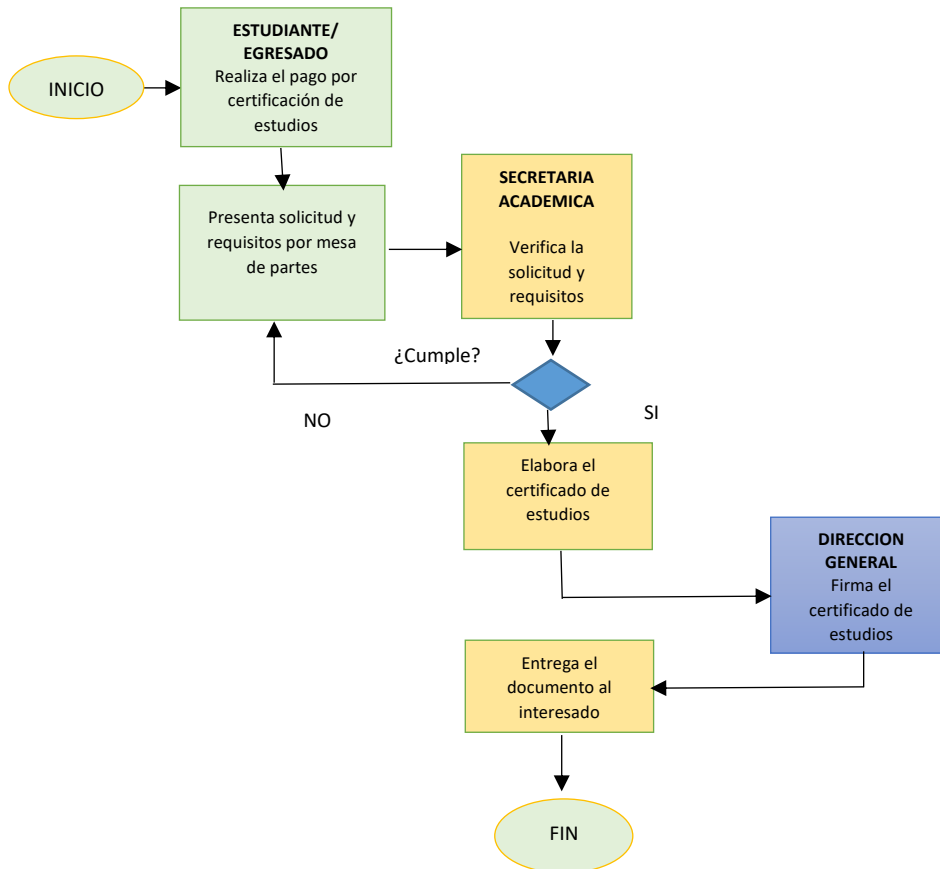 INICIO
ESTUDIANTE/
EGRESADO
Realiza el pago por
certificación de
estudios
Presenta solicitud y
requisitos por mesa
de partes
SECRETARIA
ACADEMICA
Verifica la
solicitud y
requisitos
¿Cumple?
NO
SI
Elabora el
certificado de
estudios
DIRECCION
GENERAL
Firma el
certificado de
estudios
Entrega el
documento al
interesado
FIN